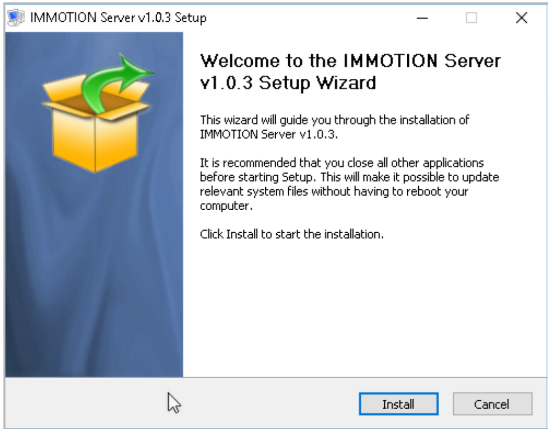 IMMOTION Server v1.0.3 Setup
Welcome to the IMMOTION Server
v1.0.3 Setup Wizard
This wizard will guide you through the installation of
IMMOTION Server v1.0.3.
It is recommended that you close all other applications
before starting Setup. This will make it possible to update
relevant system files without having to reboot your
computer.
Click Install to start the installation.
Install
Cancel